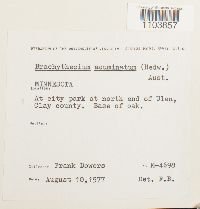 1103857
Brachythecium acuminatum (Hedw.)
Aust.
MINNESOTA
At city park at north end of Ulen,
Clay county. Base of oak.
Frank Bowers
K-4698
August 10, 1977
Det. F.B.